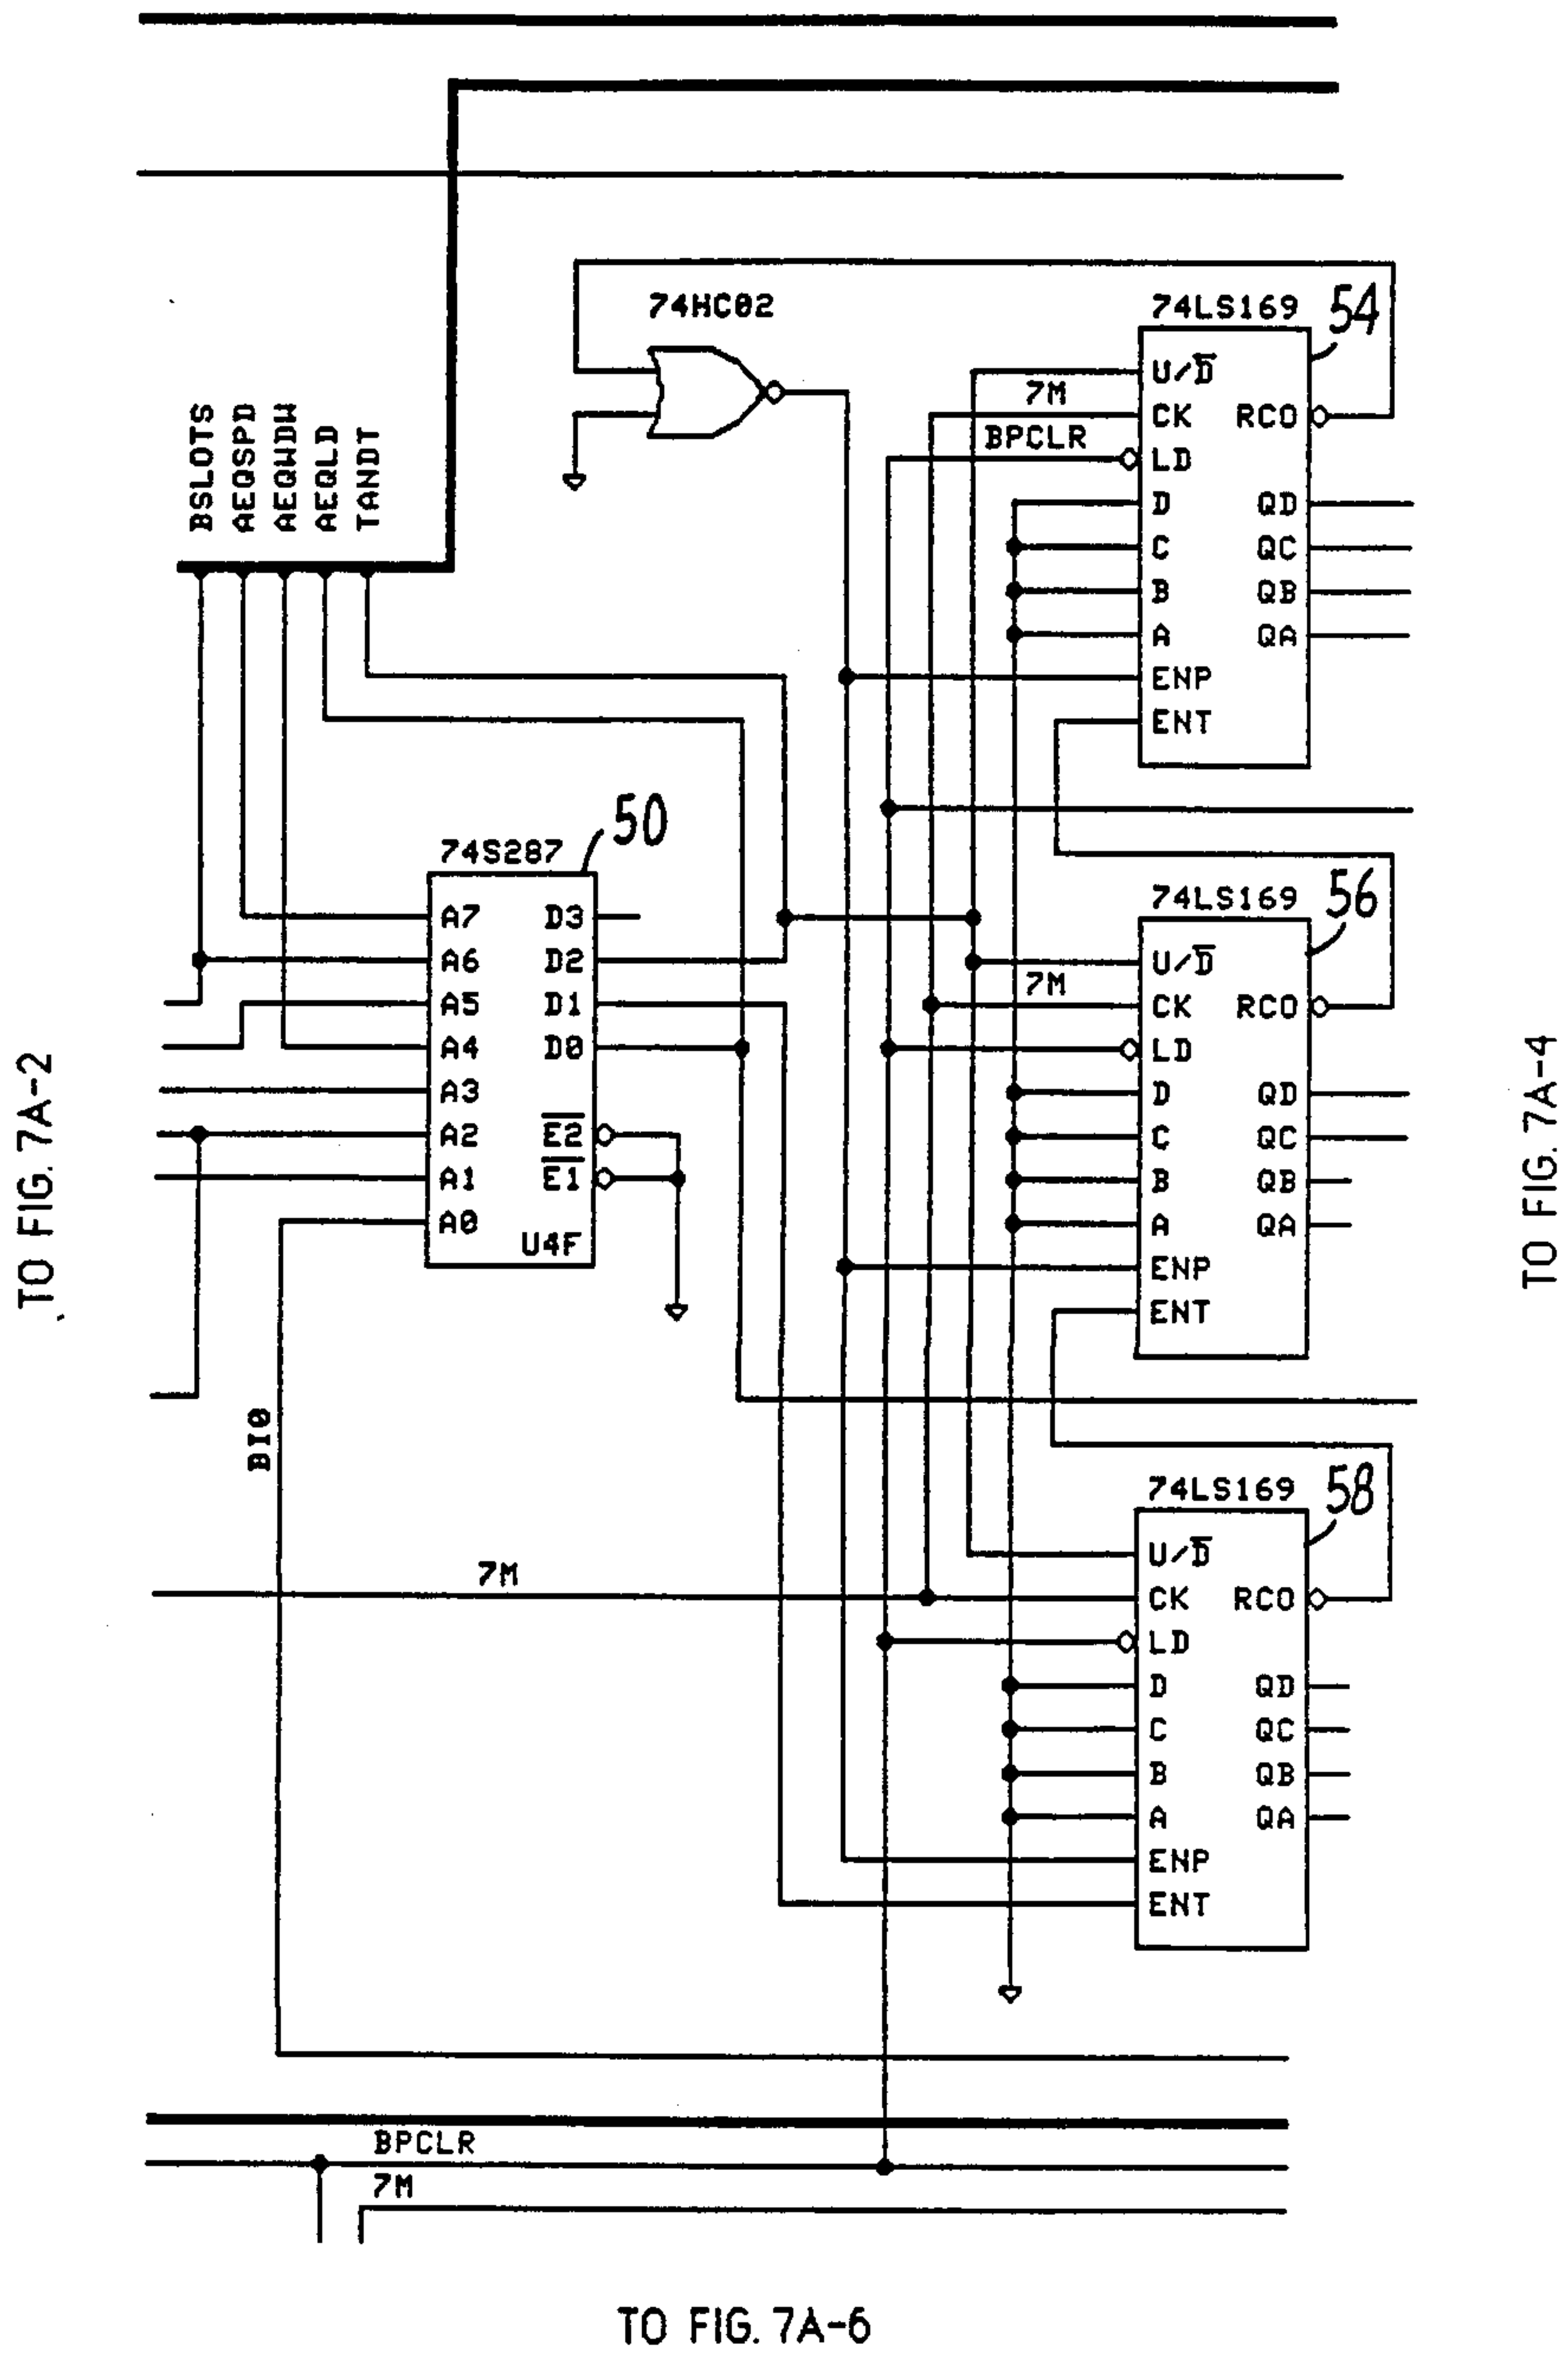 74HC02
74LS169
54
BSLOTS
AEQSPD
AEQWDW
AEQLD
TANDT
U/D
7M
CK
RCO
BPCLR
LD
D
QD
C
QC
B
QB
A
QA
ENP
ENT
50
74S287
A7
D3
A6
D2
A5
D1
A4
D0
A3
A2
E2
A1
E1
A0
U4F
74LS169
56
U/D
7M
CK
RCO
LD
D
QD
C
QC
B
QB
A
QA
ENP
ENT
TO FIG. 7A-2
TO FIG. 7A-4
BI0
74LS169
58
U/D
7M
CK
RCO
LD
D
QD
C
QC
B
QB
A
QA
ENP
ENT
BPCLR
7M
TO FIG. 7A-6